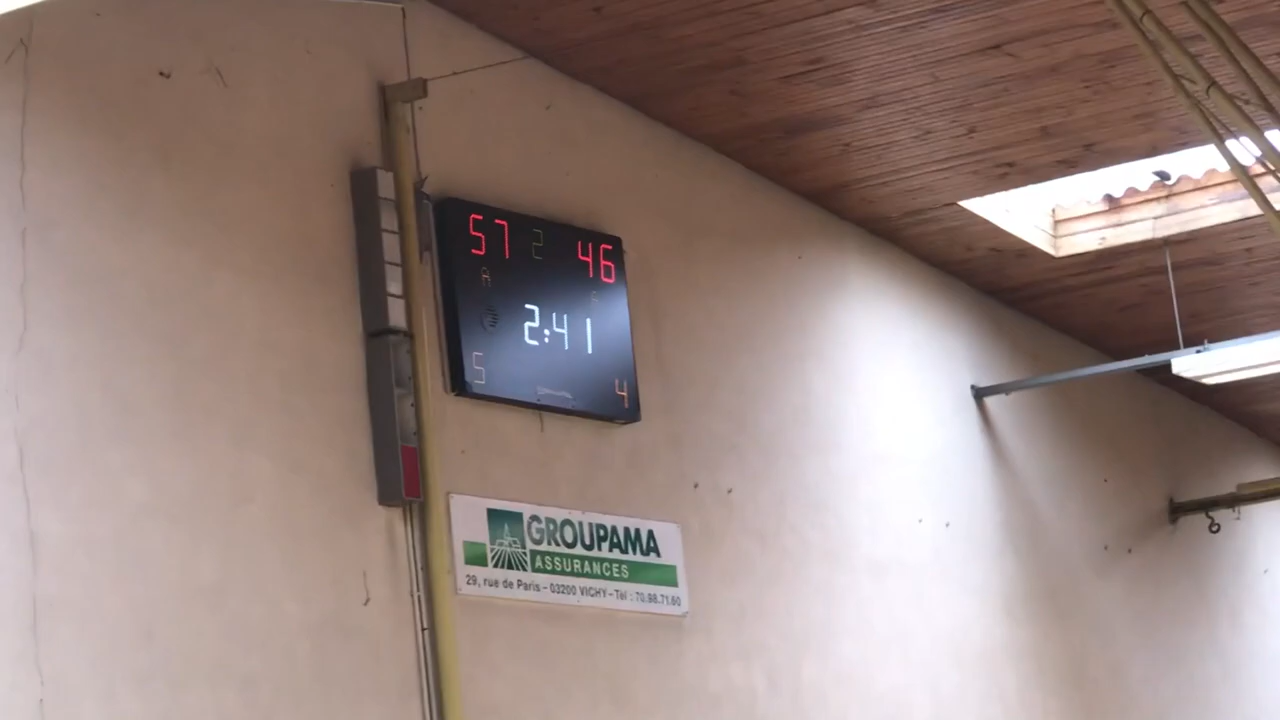 57 2 46
A
2:41
5 4
GROUPAMA
ASSURANCES
29, rue de Paris - 03200 VICHY - Tél : 70.98.71.60